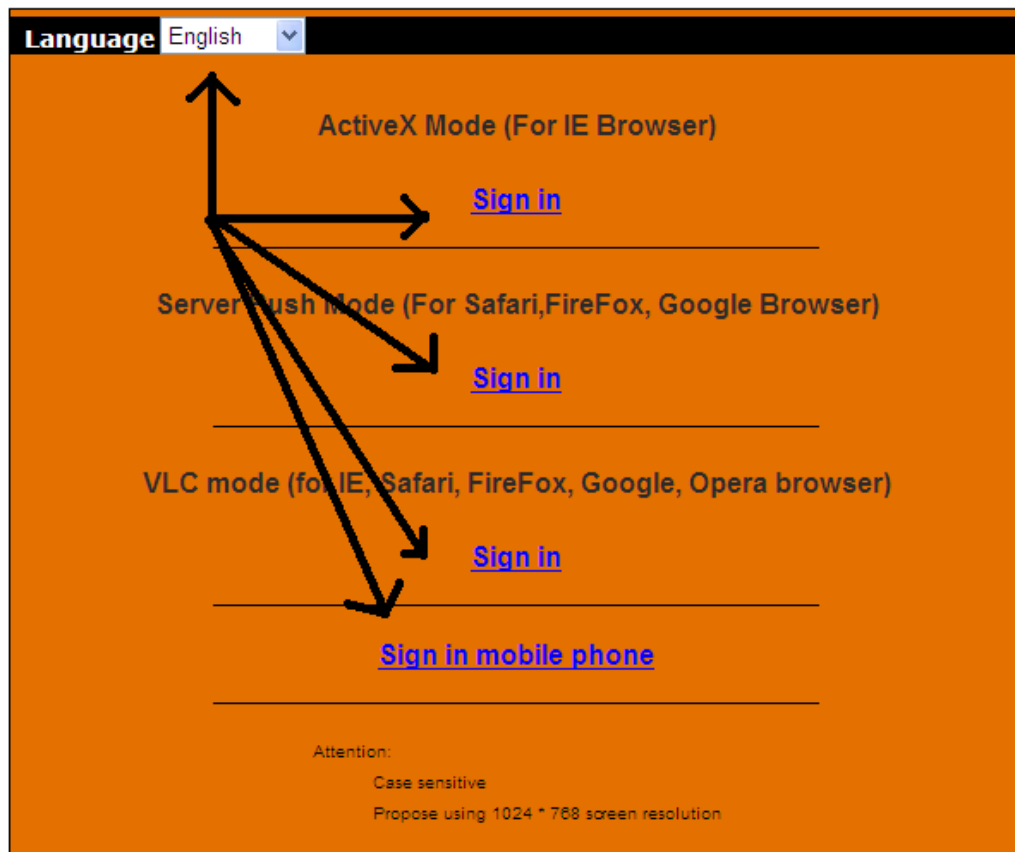 Language English
ActiveX Mode (For IE Browser)
Sign in
Server Push Mode (For Safari,FireFox, Google Browser)
Sign in
VLC mode (for IE, Safari, FireFox, Google, Opera browser)
Sign in
Sign in mobile phone
Attention:
Case sensitive
Propose using 1024 * 768 screen resolution